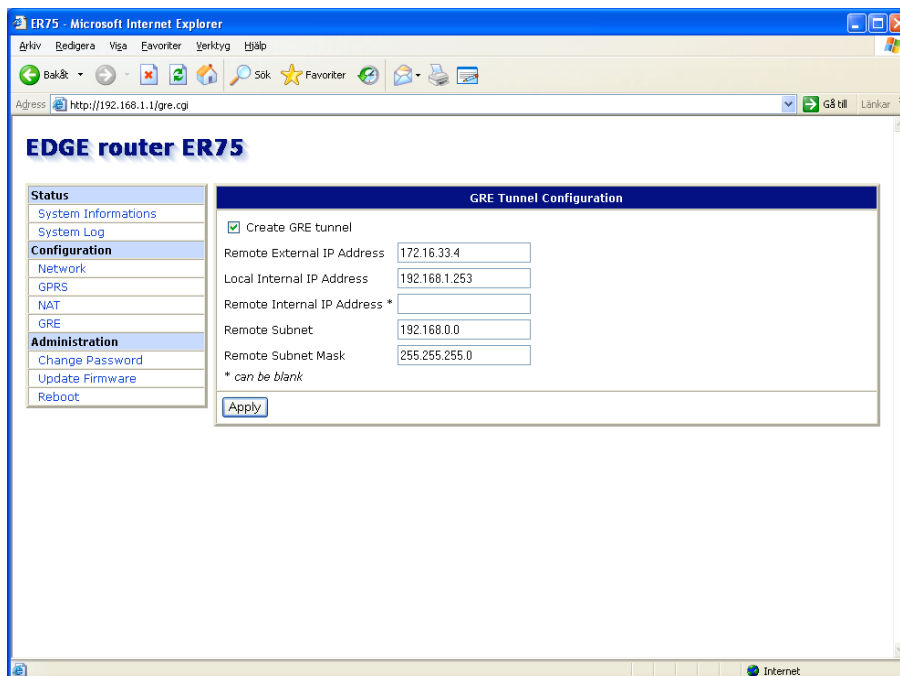 ER75 - Microsoft Internet Explorer
Arkiv Redigera Visa Favoriter Verktyg Hjälp
Bakåt Sök Favoriter
Adress http://192.168.1.1/gre.cgi Gå till Länkar
EDGE router ER75
Status
System Informations
System Log
Configuration
Network
GPRS
NAT
GRE
Administration
Change Password
Update Firmware
Reboot
GRE Tunnel Configuration
Create GRE tunnel
Remote External IP Address 172.16.33.4
Local Internal IP Address 192.168.1.253
Remote Internal IP Address *
Remote Subnet 192.168.0.0
Remote Subnet Mask 255.255.255.0
* can be blank
Apply
Internet